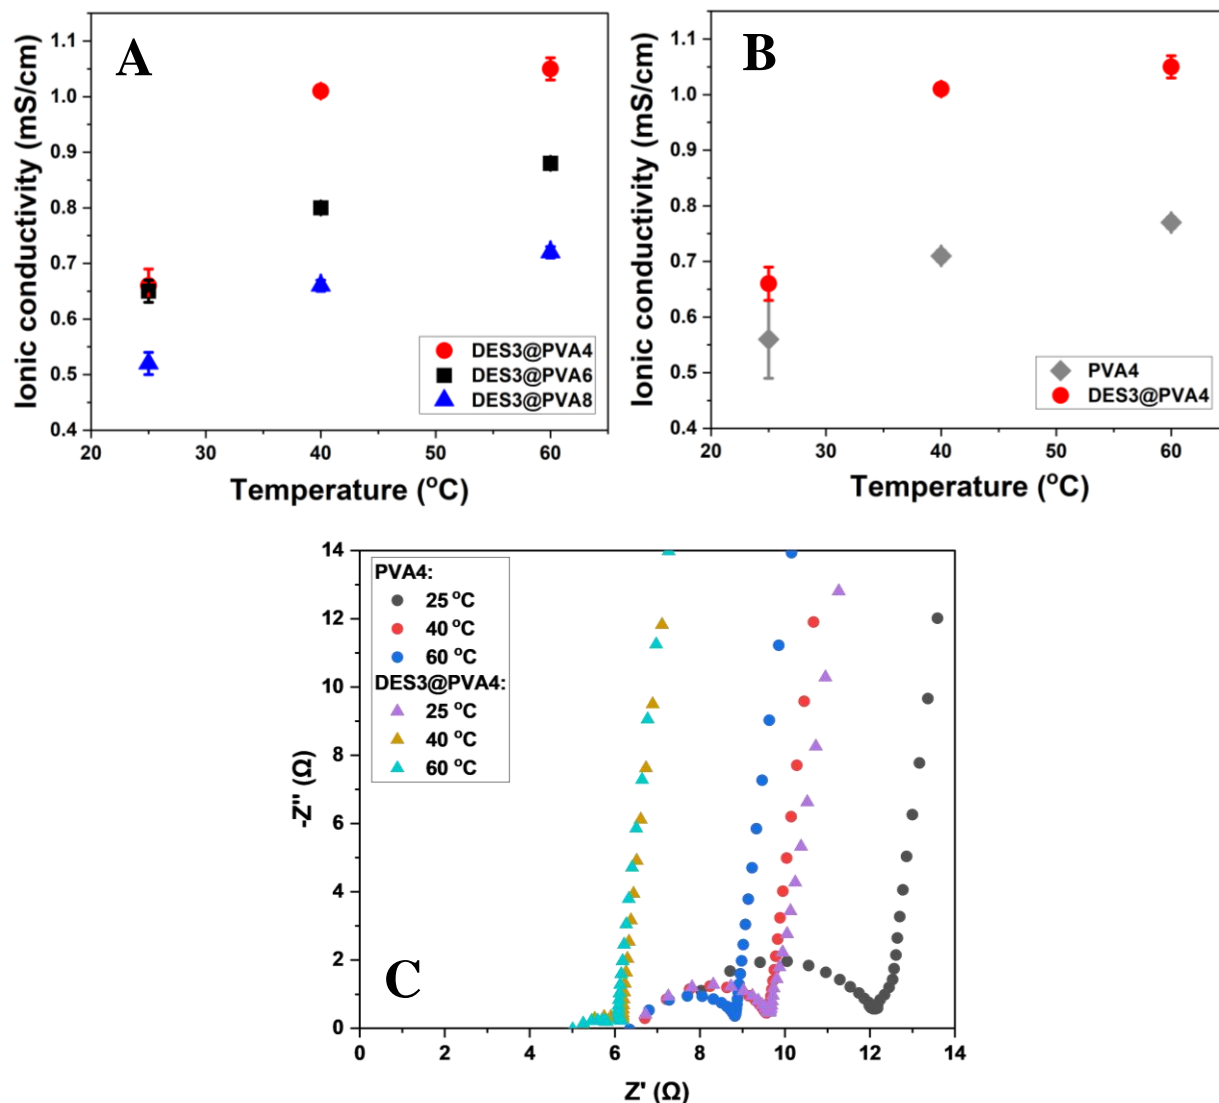 A
Ionic conductivity (mS/cm)
1.1
1.0
0.9
0.8
0.7
0.6
0.5
0.4
20
30
40
50
60
Temperature (°C)
DES3@PVA4
DES3@PVA6
DES3@PVA8
B
Ionic conductivity (mS/cm)
1.1
1.0
0.9
0.8
0.7
0.6
0.5
0.4
20
30
40
50
60
Temperature (°C)
PVA4
DES3@PVA4
C
-Z'' (Ω)
14
12
10
8
6
4
2
0
PVA4:
25 °C
40 °C
60 °C
DES3@PVA4:
25 °C
40 °C
60 °C
0
2
4
6
8
10
12
14
Z' (Ω)